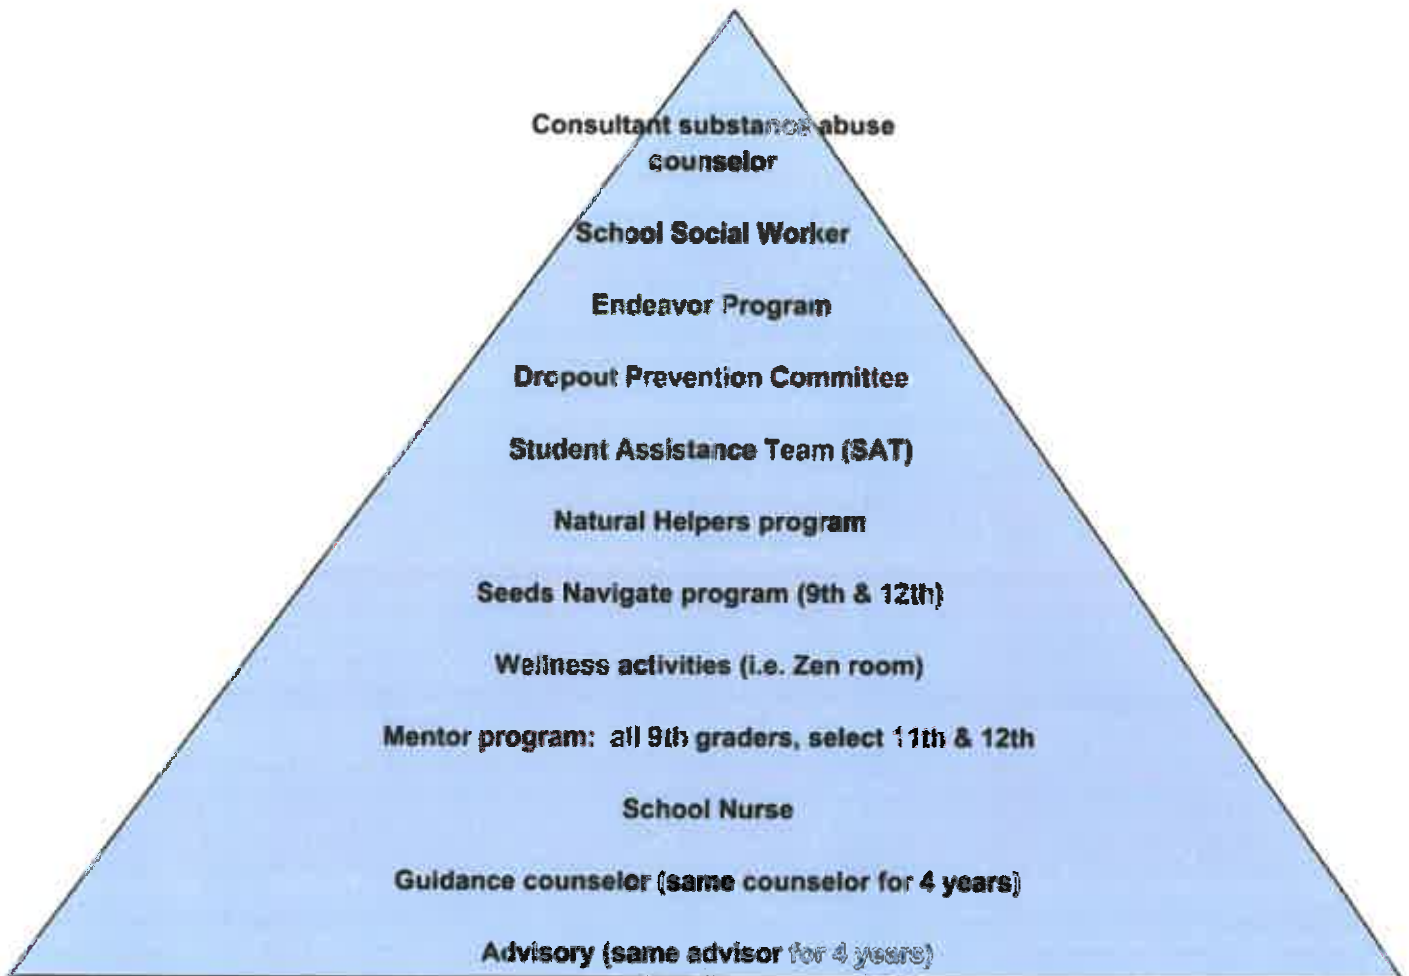 Consultant substance abuse
counselor
School Social Worker
Endeavor Program
Dropout Prevention Committee
Student Assistance Team (SAT)
Natural Helpers program
Seeds Navigate program (9th & 12th)
Wellness activities (i.e. Zen room)
Mentor program: all 9th graders, select 11th & 12th
School Nurse
Guidance counselor (same counselor for 4 years)
Advisory (same advisor for 4 years)